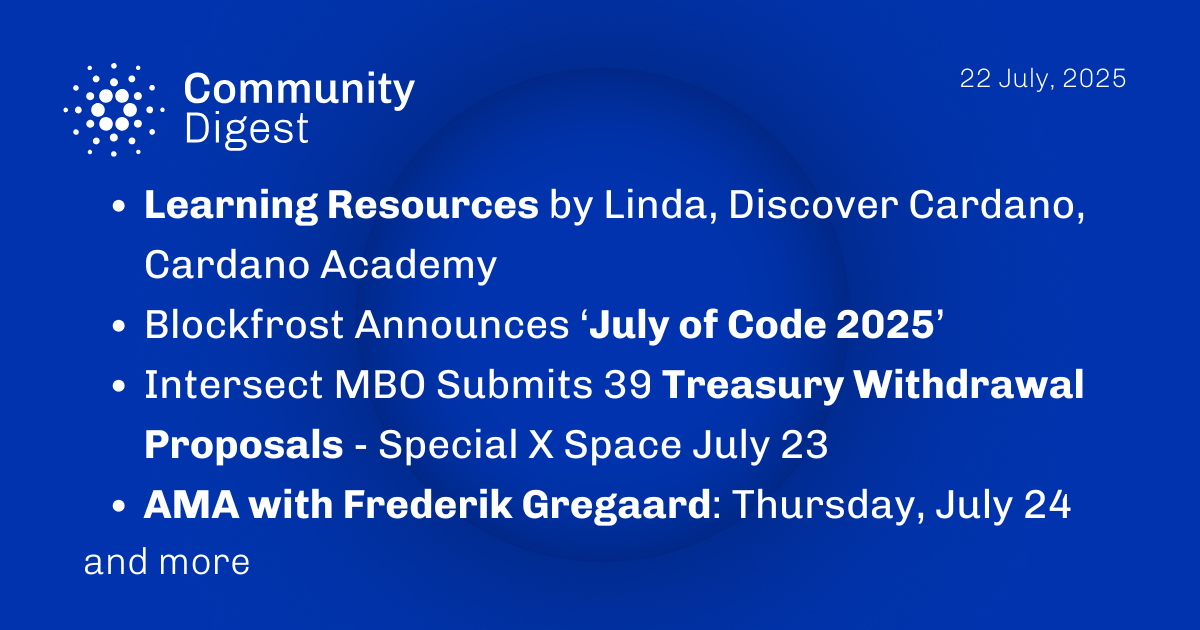 Community
Digest
22 July, 2025
• Learning Resources by Linda, Discover Cardano,
Cardano Academy
• Blockfrost Announces ‘July of Code 2025’
• Intersect MBO Submits 39 Treasury Withdrawal
Proposals - Special X Space July 23
• AMA with Frederik Gregaard: Thursday, July 24
and more